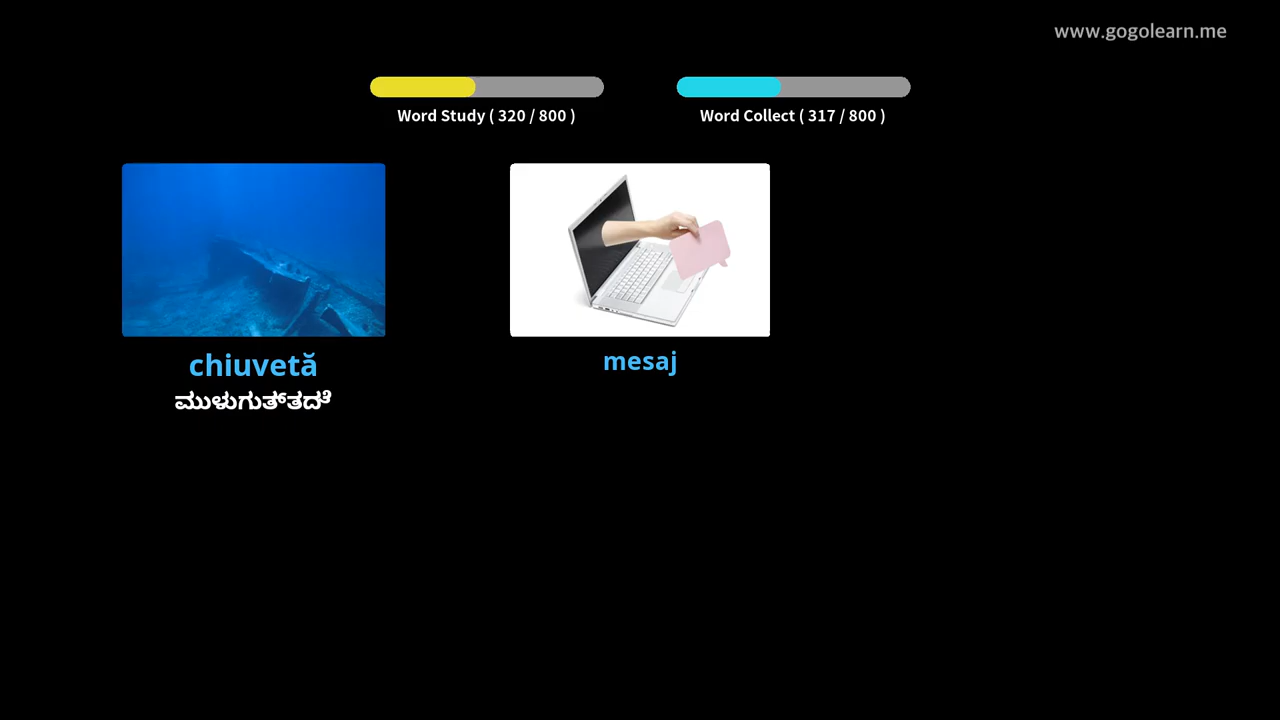 www.gogolearn.me
Word Study ( 320 / 800 )
Word Collect ( 317 / 800 )
chiuvetă
ಮುಳುಗುತ್ತದೆ
mesaj